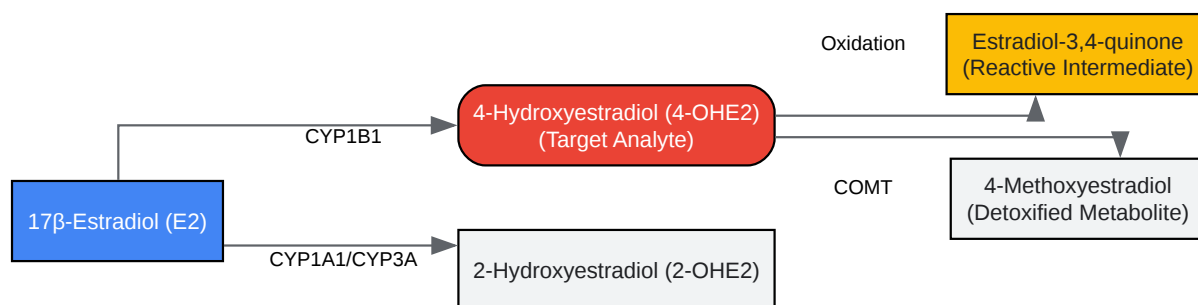 Oxidation
Estradiol-3,4-quinone
(Reactive Intermediate)
4-Hydroxyestradiol (4-OHE2)
(Target Analyte)
CYP1B1
COMT
4-Methoxyestradiol
(Detoxified Metabolite)
17β-Estradiol (E2)
CYP1A1/CYP3A
2-Hydroxyestradiol (2-OHE2)